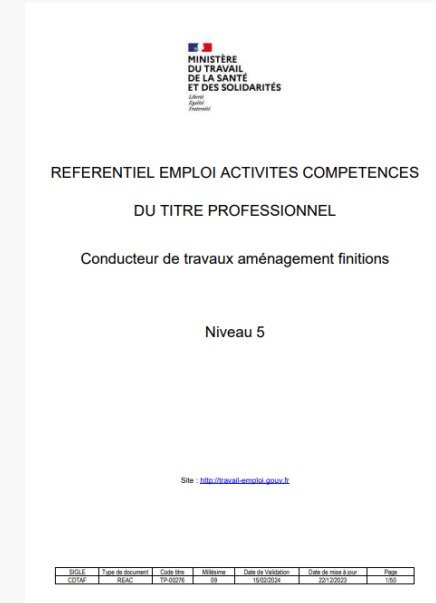 MINISTÈRE
DU TRAVAIL
DE LA SANTÉ
ET DES SOLIDARITÉS
Liberté
Égalité
Fraternité
REFERENTIEL EMPLOI ACTIVITES COMPETENCES
DU TITRE PROFESSIONNEL
Conducteur de travaux aménagement finitions
Niveau 5
Site : http://travail-emploi.gouv.fr
SIGLE Type de document Code titre Millésime Date de Validation Date de mise à jour Page
CDTAF REAC TP-00276 09 15/02/2024 22/12/2023 1/50